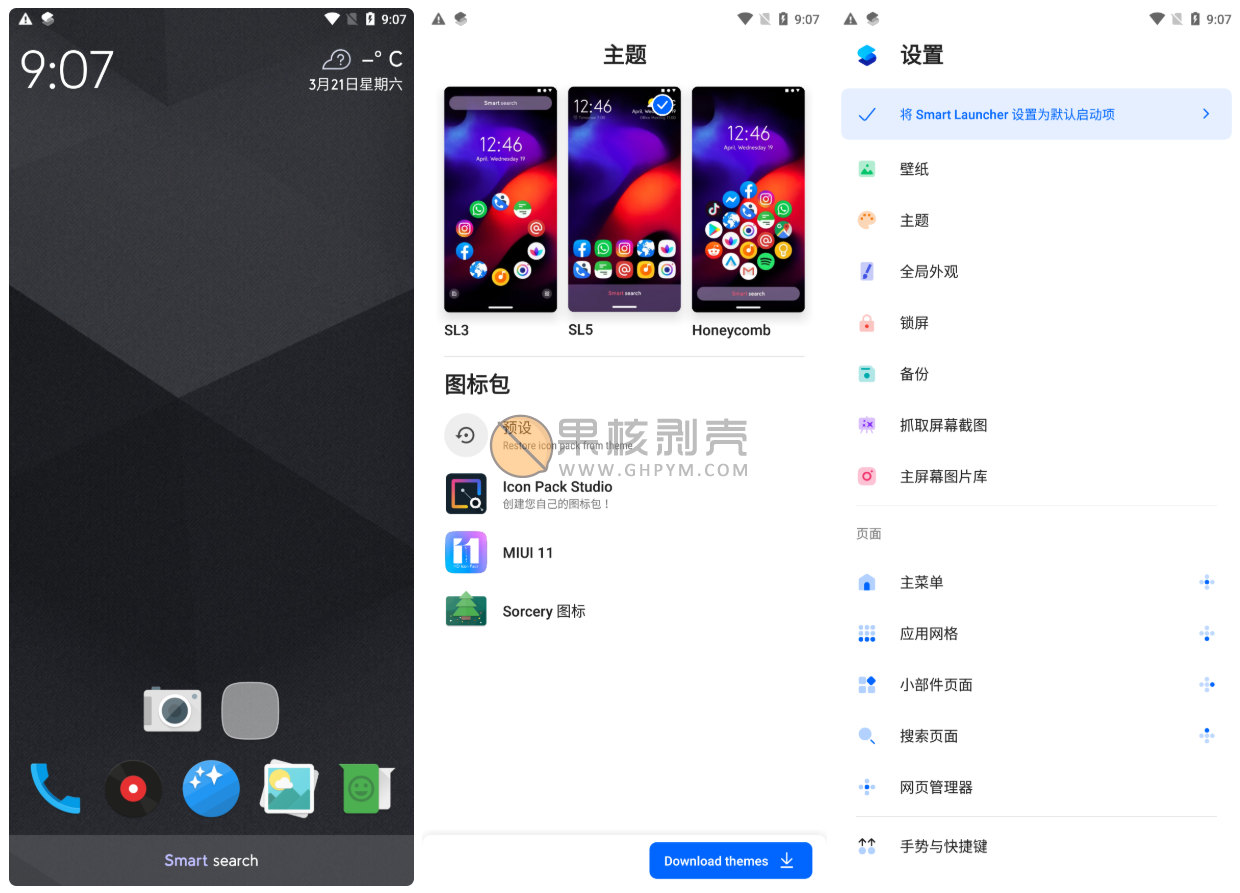 9:07
9:07
–° C
3月21日星期六
Smart search
9:07
主题
Smart search
12:46
April, Wednesday 19
12:46
Smart search
12:46
April, Wednesday 19
Smart search
SL3
SL5
Honeycomb
图标包
预设
Restore icon pack from theme
果核剥壳
WWW.GHPYM.COM
Icon Pack Studio
创建您自己的图标包！
MIUI 11
Sorcery 图标
Download themes
9:07
设置
将 Smart Launcher 设置为默认启动项
壁纸
主题
全局外观
锁屏
备份
抓取屏幕截图
主屏幕图片库
页面
主菜单
应用网格
小部件页面
搜索页面
网页管理器
手势与快捷键